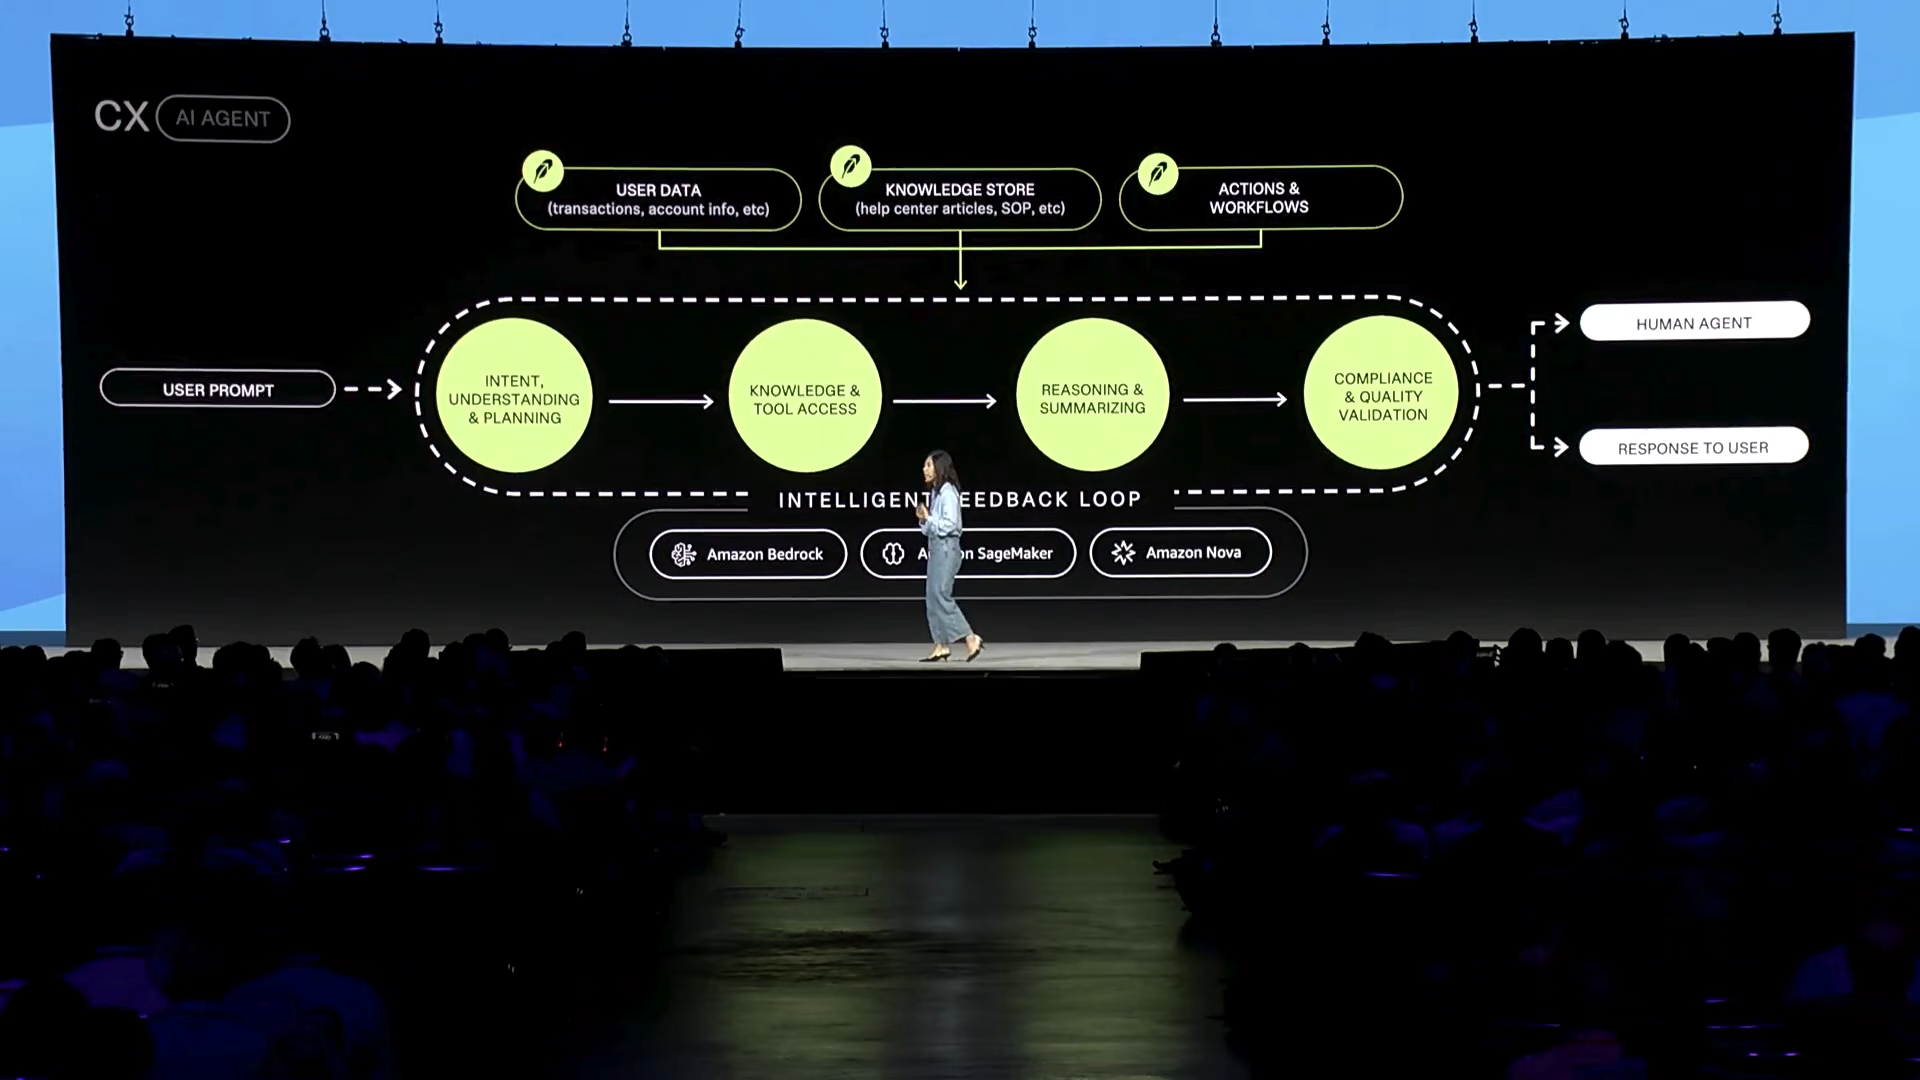 CX AI AGENT
USER DATA
(transactions, account info, etc)
KNOWLEDGE STORE
(help center articles, SOP, etc)
ACTIONS &
WORKFLOWS
USER PROMPT
INTENT,
UNDERSTANDING
& PLANNING
KNOWLEDGE &
TOOL ACCESS
REASONING &
SUMMARIZING
COMPLIANCE
& QUALITY
VALIDATION
HUMAN AGENT
RESPONSE TO USER
INTELLIGENT EEDBACK LOOP
Amazon Bedrock
A on SageMaker
Amazon Nova